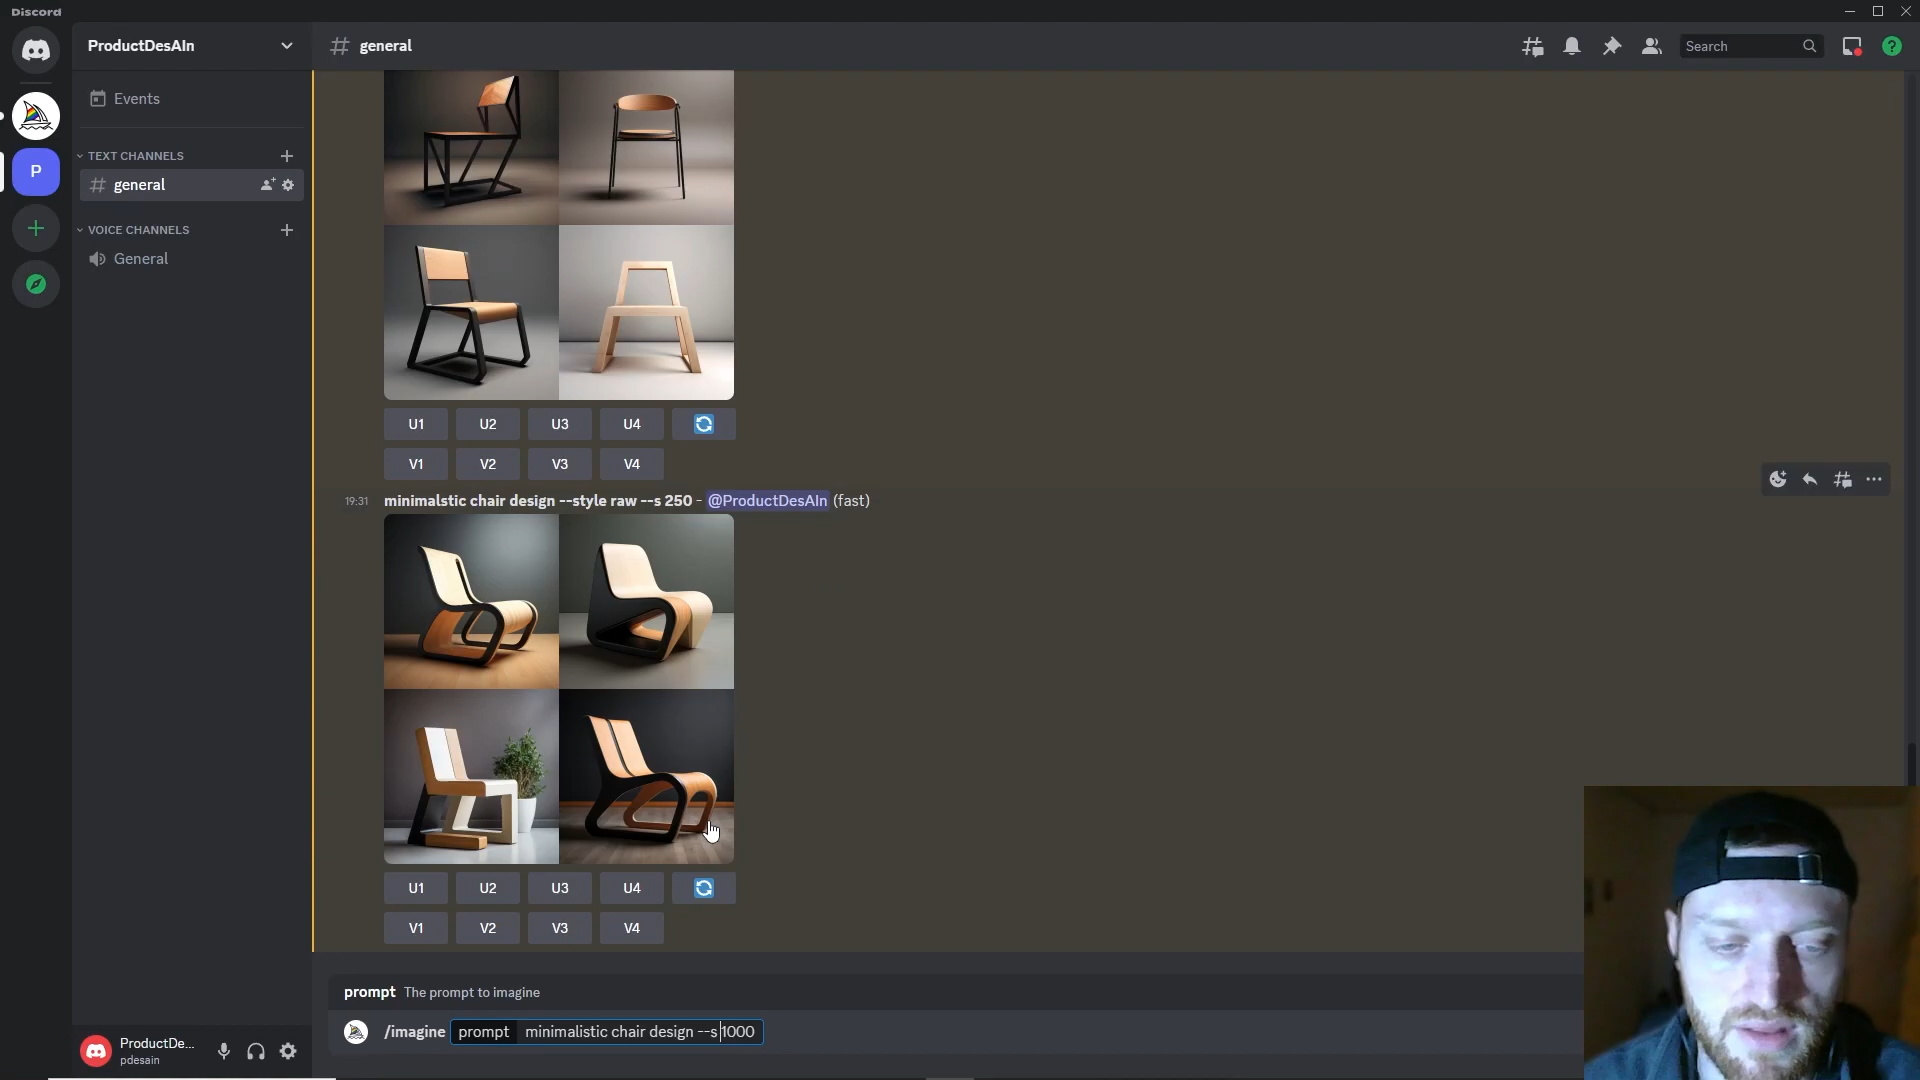 Discord
ProductDesAIn
general
Search
Events
TEXT CHANNELS
general
VOICE CHANNELS
General
P
U1 U2 U3 U4
V1 V2 V3 V4
19:31 minimalstic chair design --style raw --s 250 - @ProductDesAIn (fast)
U1 U2 U3 U4
V1 V2 V3 V4
prompt The prompt to imagine
/imagine prompt minimalistic chair design --s 1000
ProductDe...
pdesain